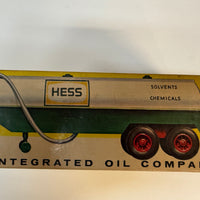 HESS
SOLVENTS
CHEMICALS
INTEGRATED OIL COMPA